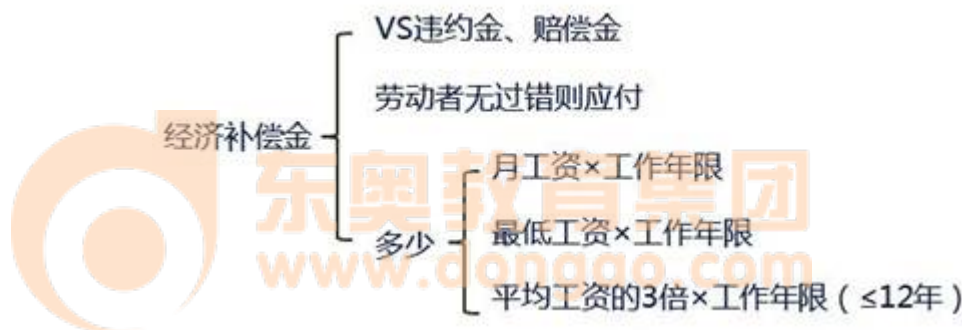 VS违约金、赔偿金
劳动者无过错则应付
经济补偿金
月工资×工作年限
多少
最低工资×工作年限
平均工资的3倍×工作年限（≤12年）
东奥教育集团
www.dongao.com